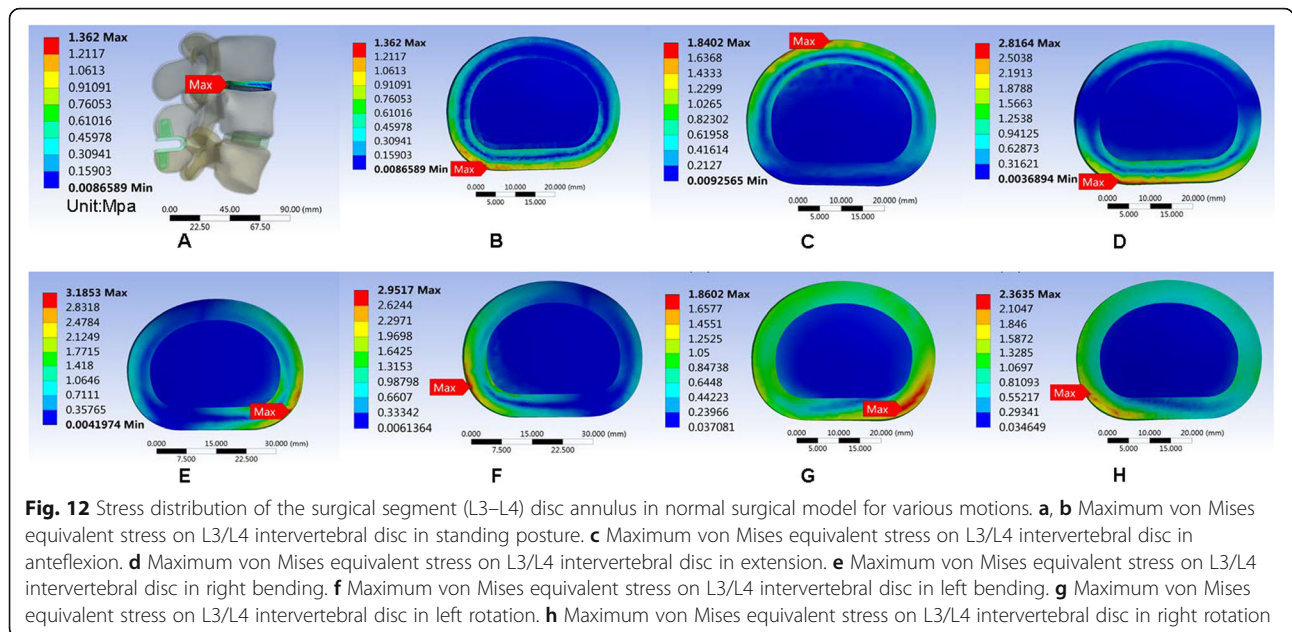 1.362 Max
1.2117
1.0613
0.91091
0.76053
0.61016
0.45978
0.30941
0.15903
0.0086589 Min
Unit:Mpa
Max
0.00 45.00 90.00 (mm)
22.50 67.50
A
1.362 Max
1.2117
1.0613
0.91091
0.76053
0.61016
0.45978
0.30941
0.15903
0.0086589 Min
Max
0.000 10.000 20.000 (mm)
5.000 15.000
B
1.8402 Max
1.6368
1.4333
1.2299
1.0265
0.82302
0.61958
0.41614
0.2127
0.0092565 Min
Max
0.000 10.000 20.000 (mm)
5.000 15.000
C
2.8164 Max
2.5038
2.1913
1.8788
1.5663
1.2538
0.94125
0.62873
0.31621
0.0036894 Min
Max
0.000 10.000 20.000 (mm)
5.000 15.000
D
3.1853 Max
2.8318
2.4784
2.1249
1.7715
1.418
1.0646
0.7111
0.35765
0.0041974 Min
Max
0.000 15.000 30.000 (mm)
7.500 22.500
E
2.9517 Max
2.6244
2.2971
1.9698
1.6425
1.3153
0.98798
0.6607
0.33342
0.0061364
Max
0.000 15.000 30.000 (mm)
7.500 22.500
F
1.8602 Max
1.6577
1.4551
1.2525
1.05
0.84738
0.6448
0.44223
0.23966
0.037081
Max
0.000 10.000 20.000 (mm)
5.000 15.000
G
2.3635 Max
2.1047
1.846
1.5872
1.3285
1.0697
0.81093
0.55217
0.29341
0.034649
Max
0.000 10.000 20.000 (mm)
5.000 15.000
H
Fig. 12 Stress distribution of the surgical segment (L3–L4) disc annulus in normal surgical model for various motions. a, b Maximum von Mises
equivalent stress on L3/L4 intervertebral disc in standing posture. c Maximum von Mises equivalent stress on L3/L4 intervertebral disc in
anteflexion. d Maximum von Mises equivalent stress on L3/L4 intervertebral disc in extension. e Maximum von Mises equivalent stress on L3/L4
intervertebral disc in right bending. f Maximum von Mises equivalent stress on L3/L4 intervertebral disc in left bending. g Maximum von Mises
equivalent stress on L3/L4 intervertebral disc in left rotation. h Maximum von Mises equivalent stress on L3/L4 intervertebral disc in right rotation